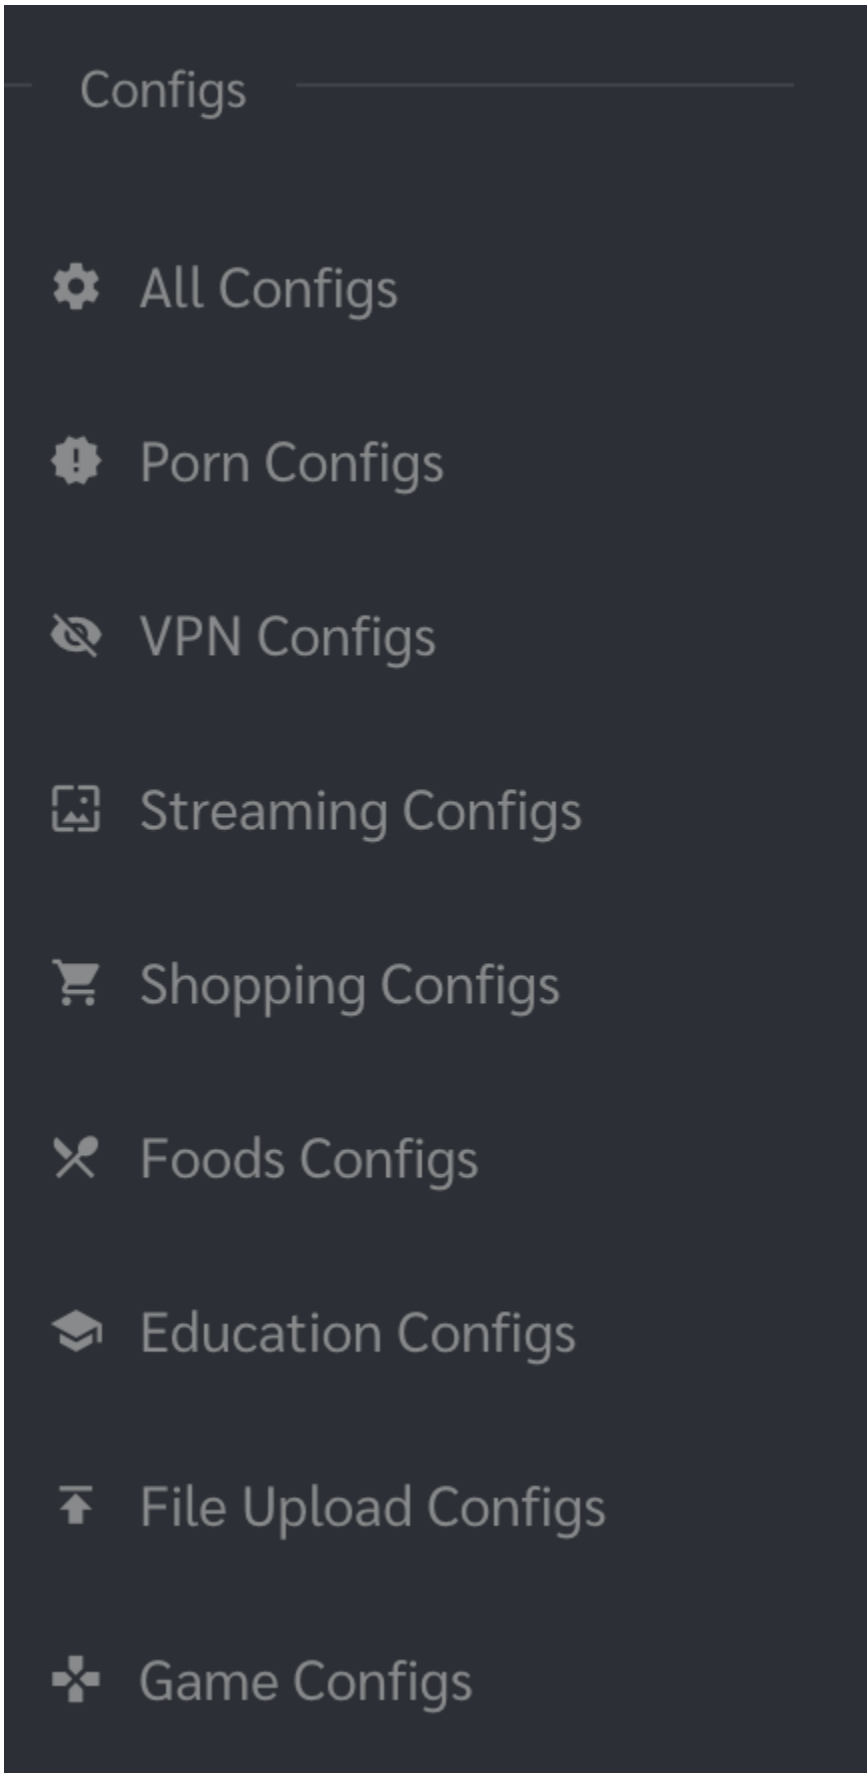 Configs
All Configs
Porn Configs
VPN Configs
Streaming Configs
Shopping Configs
Foods Configs
Education Configs
File Upload Configs
Game Configs